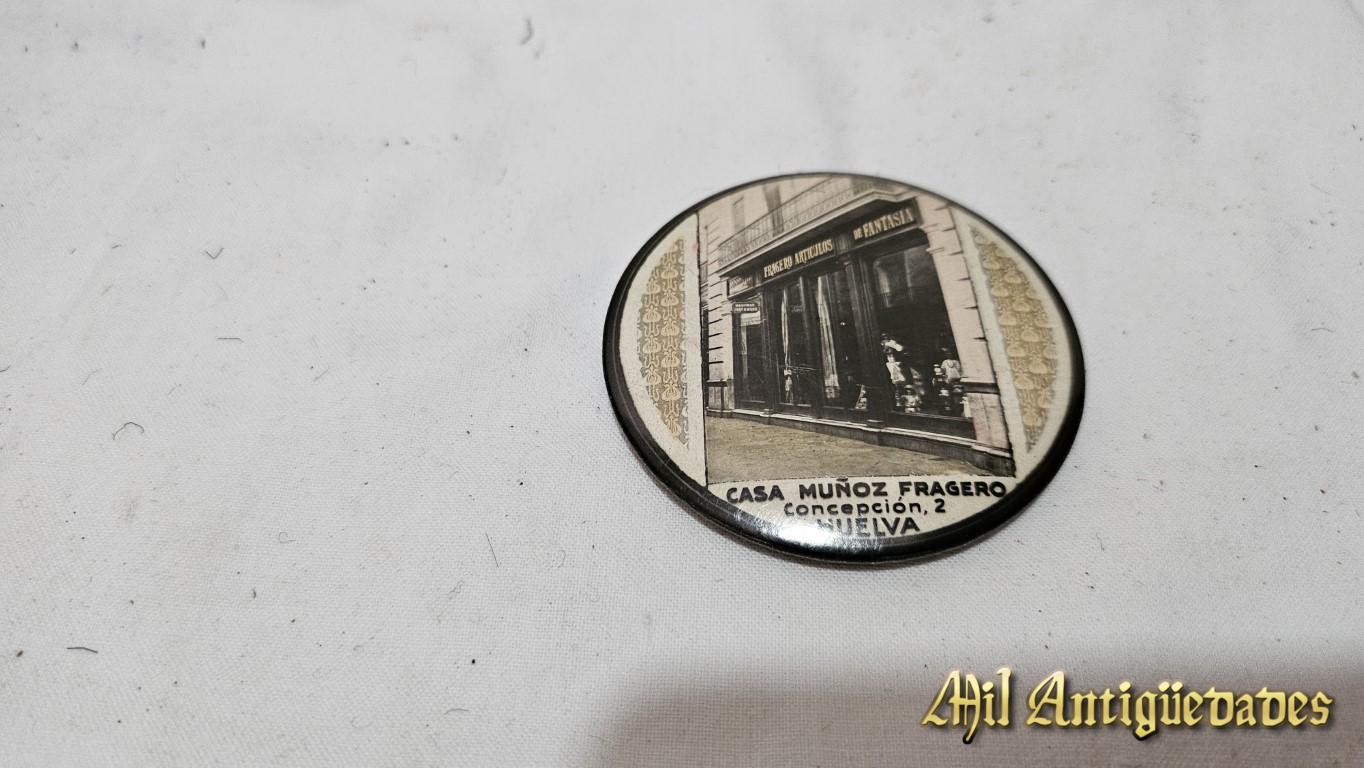 FRAGERO ARTICULOS DE FANTASIA
CASA MUÑOZ FRAGERO
Concepción, 2
HUELVA
Mil Antigüedades